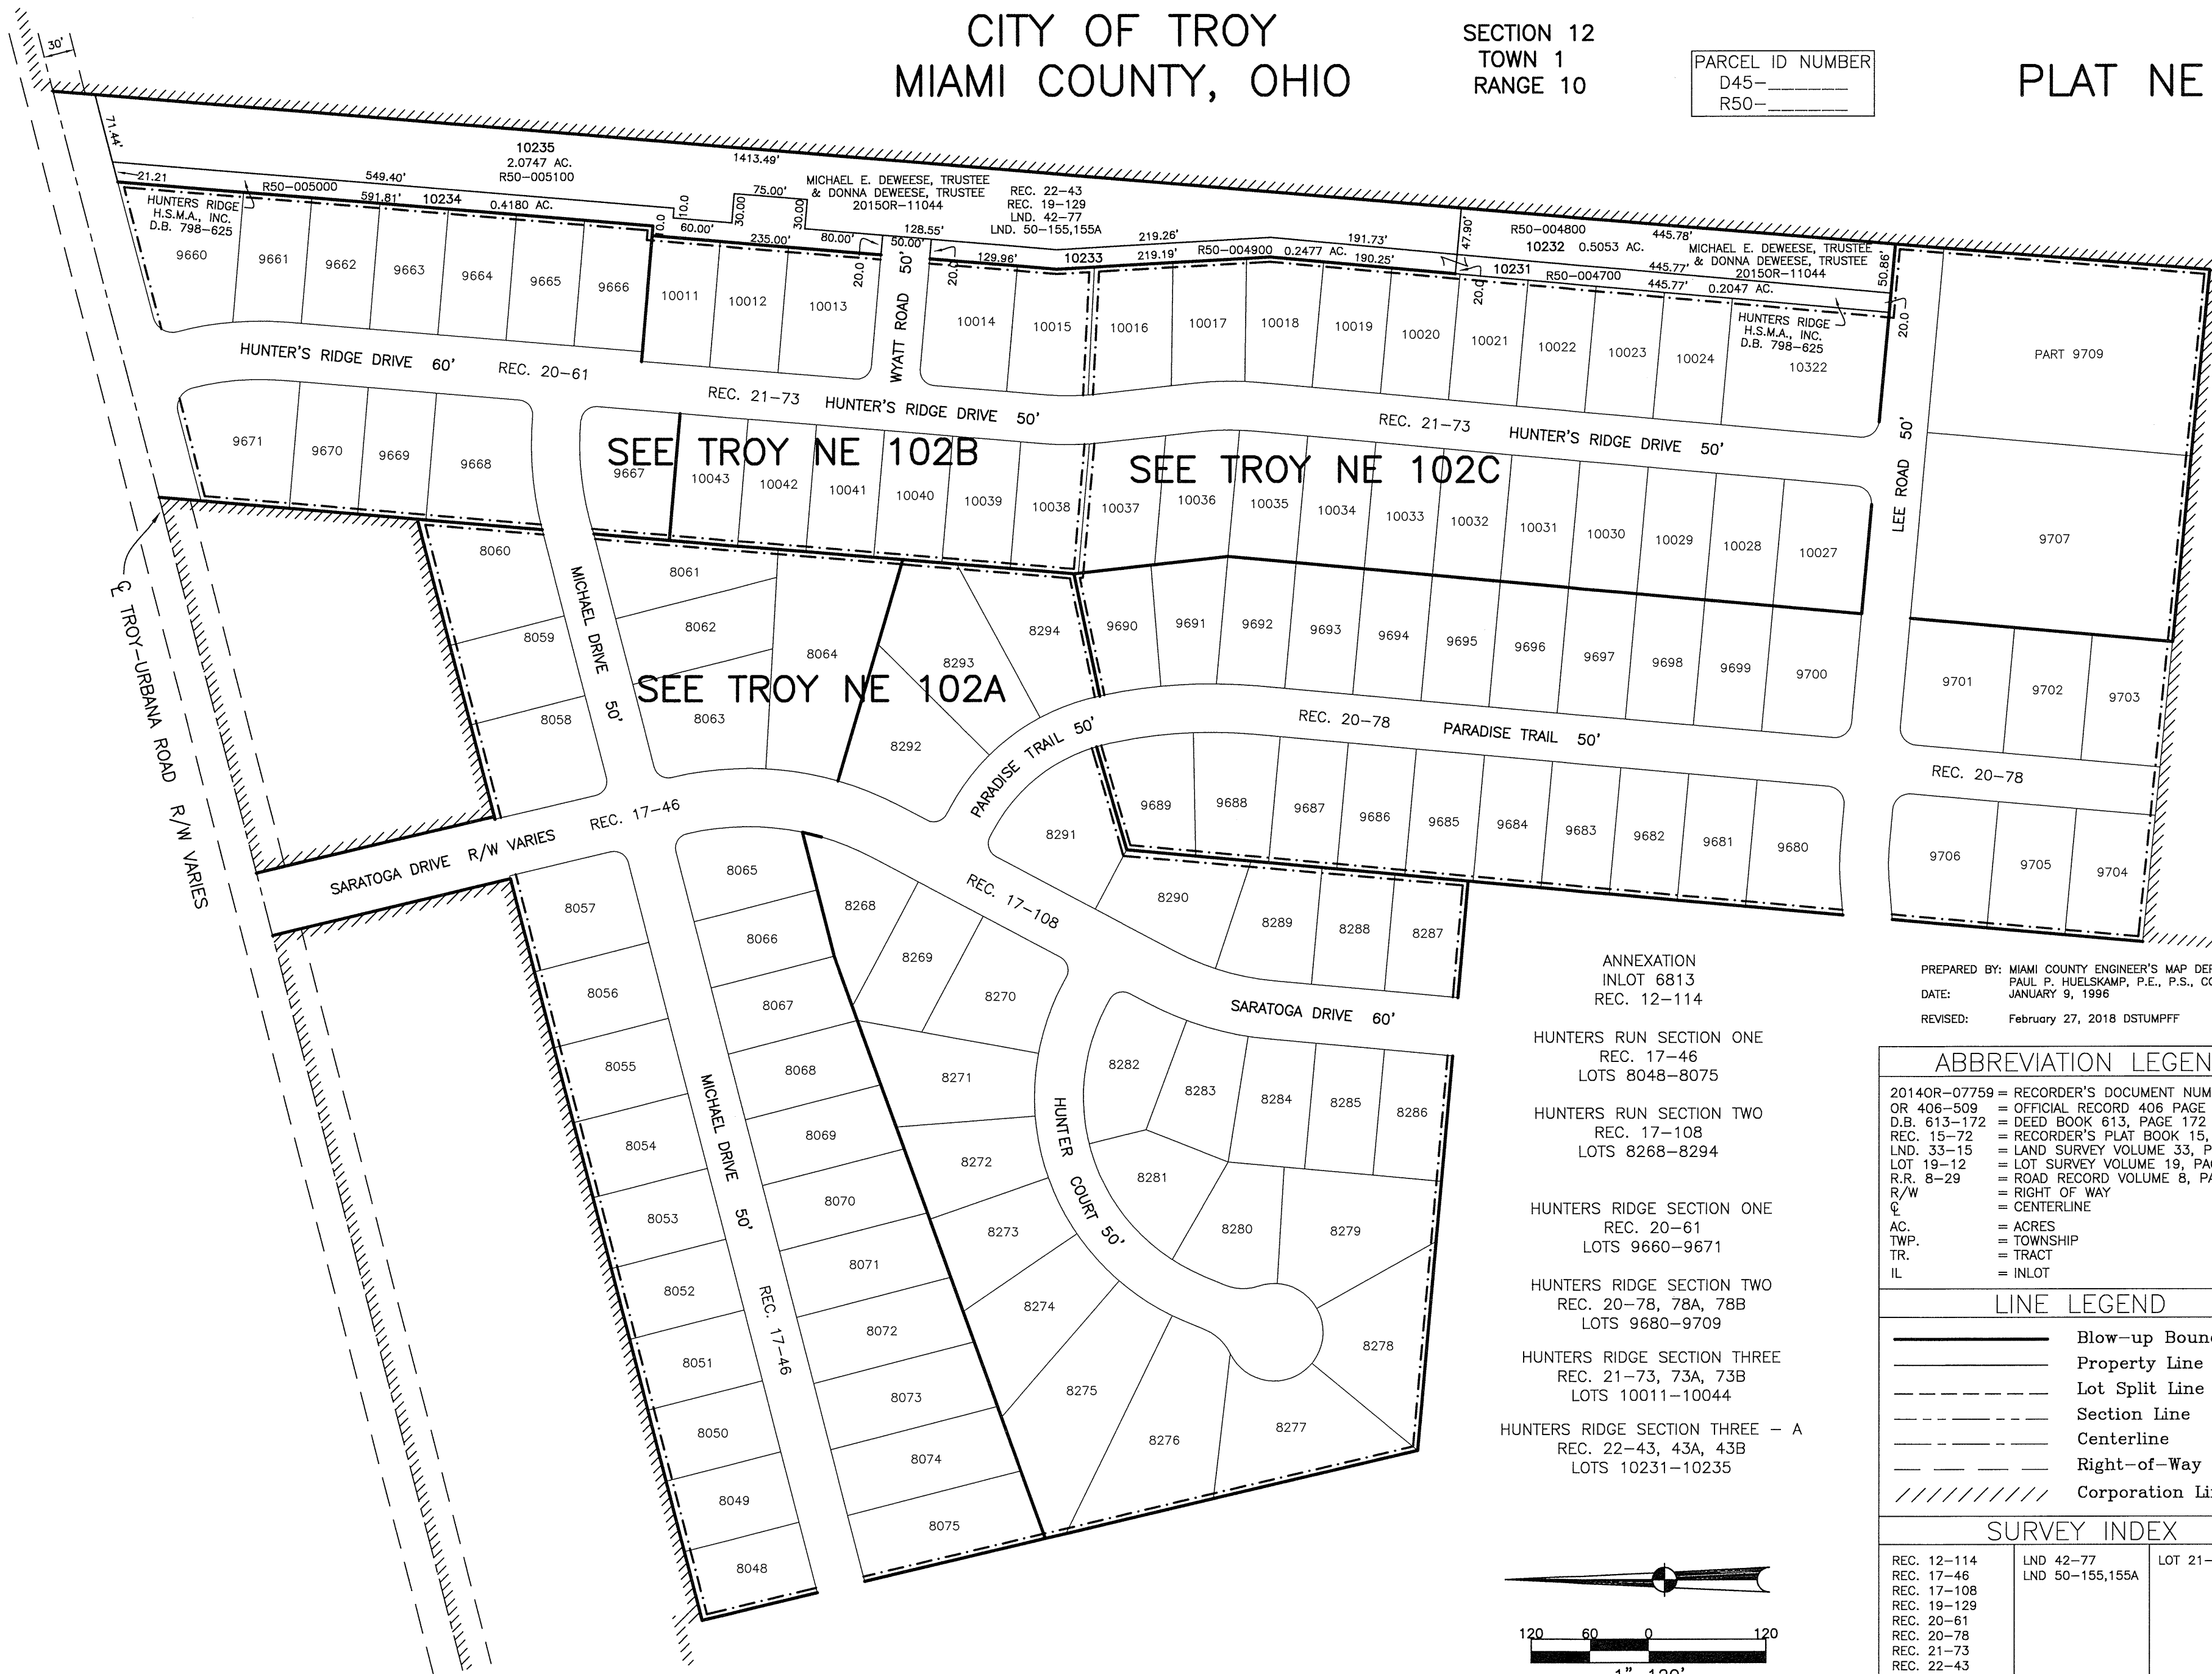 CITY OF TROY
MIAMI COUNTY, OHIO
SECTION 12
TOWN 1
RANGE 10
PARCEL ID NUMBER
D45-______
R50-______
PLAT NE
30'
71.44'
10235
2.0747 AC.
R50-005100
1413.49'
21.21
549.40'
R50-005000
591.81'
10234
0.4180 AC.
10.0
60.00'
30.00
75.00'
30.00
235.00'
80.00'
MICHAEL E. DEWEESE, TRUSTEE
& DONNA DEWEESE, TRUSTEE
2015OR-11044
REC. 22-43
REC. 19-129
LND. 42-77
LND. 50-155,155A
128.55'
50.00'
20.0
20.0
129.96'
10233
219.26'
219.19'
R50-004900
0.2477 AC.
191.73'
190.25'
47.90'
20.0
R50-004800
10232 0.5053 AC.
445.78'
MICHAEL E. DEWEESE, TRUSTEE
& DONNA DEWEESE, TRUSTEE
2015OR-11044
10231
R50-004700
445.77'
445.77'
0.2047 AC.
50.86'
20.0
HUNTERS RIDGE
H.S.M.A., INC.
D.B. 798-625
HUNTERS RIDGE
H.S.M.A., INC.
D.B. 798-625
9660
9661
9662
9663
9664
9665
9666
10011
10012
10013
WYATT ROAD 50'
10014
10015
10016
10017
10018
10019
10020
10021
10022
10023
10024
10322
PART 9709
HUNTER'S RIDGE DRIVE 60'
REC. 20-61
REC. 21-73
HUNTER'S RIDGE DRIVE 50'
REC. 21-73
HUNTER'S RIDGE DRIVE 50'
LEE ROAD 50'
9671
9670
9669
9668
9667
SEE TROY NE 102B
SEE TROY NE 102C
10043
10042
10041
10040
10039
10038
10037
10036
10035
10034
10033
10032
10031
10030
10029
10028
10027
9707
℄ TROY-URBANA ROAD R/W VARIES
8060
8059
8058
MICHAEL DRIVE 50'
8061
8062
8063
8064
SEE TROY NE 102A
8292
8293
8294
9690
9691
9692
9693
9694
9695
9696
9697
9698
9699
9700
9701
9702
9703
PARADISE TRAIL 50'
REC. 20-78
PARADISE TRAIL 50'
REC. 20-78
SARATOGA DRIVE R/W VARIES
REC. 17-46
8291
9689
9688
9687
9686
9685
9684
9683
9682
9681
9680
9706
9705
9704
REC. 17-108
8290
8289
8288
8287
SARATOGA DRIVE 60'
8057
8056
8055
8054
8053
8052
8051
8050
8049
8048
MICHAEL DRIVE 50'
REC. 17-46
8065
8066
8067
8068
8069
8070
8071
8072
8073
8074
8075
8268
8269
8270
8271
8272
8273
8274
8275
8276
8277
8278
8279
8280
8281
8282
8283
8284
8285
8286
HUNTER COURT 50'
ANNEXATION
INLOT 6813
REC. 12-114
HUNTERS RUN SECTION ONE
REC. 17-46
LOTS 8048-8075
HUNTERS RUN SECTION TWO
REC. 17-108
LOTS 8268-8294
HUNTERS RIDGE SECTION ONE
REC. 20-61
LOTS 9660-9671
HUNTERS RIDGE SECTION TWO
REC. 20-78, 78A, 78B
LOTS 9680-9709
HUNTERS RIDGE SECTION THREE
REC. 21-73, 73A, 73B
LOTS 10011-10044
HUNTERS RIDGE SECTION THREE - A
REC. 22-43, 43A, 43B
LOTS 10231-10235
120 60 0 120
PREPARED BY: MIAMI COUNTY ENGINEER'S MAP
PAUL P. HUELSKAMP, P.E., P.S.,
DATE: JANUARY 9, 1996
REVISED: February 27, 2018 DSTUMPFF
ABBREVIATION
2014OR-07759 = RECORDER'S DOCUMENT
OR 406-509 = OFFICIAL RECORD 406 PAGE
D.B. 613-172 = DEED BOOK 613, PAGE 172
REC. 15-72 = RECORDER'S PLAT BOOK 15,
LND. 33-15 = LAND SURVEY VOLUME 33,
LOT 19-12 = LOT SURVEY VOLUME 19,
R.R. 8-29 = ROAD RECORD VOLUME 8,
R/W = RIGHT OF WAY
℄ = CENTERLINE
AC. = ACRES
TWP. = TOWNSHIP
TR. = TRACT
IL = INLOT
LINE LEGEND
Blow-up
Property Line
Lot Split Line
Section Line
Centerline
Right-of-Way
Corporation
SURVEY INDEX
REC. 12-114
REC. 17-46
REC. 17-108
REC. 19-129
REC. 20-61
REC. 20-78
REC. 21-73
REC. 22-43
LND 42-77
LND 50-155,155A
LOT 21-